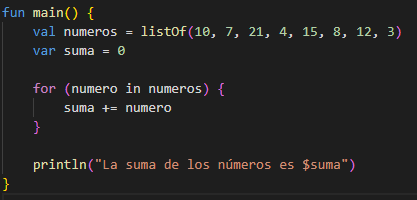 fun main() {
    val numeros = listOf(10, 7, 21, 4, 15, 8, 12, 3)
    var suma = 0
    for (numero in numeros) {
        suma += numero
    }
    println("La suma de los números es $suma")
}